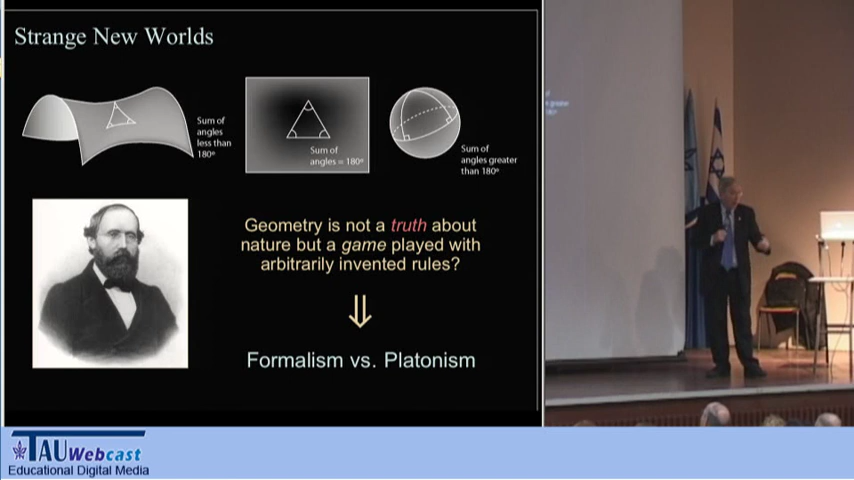 Strange New Worlds
Sum of
angles
less than
180º
Sum of
angles = 180º
Sum of
angles greater
than 180º
Geometry is not a truth about
nature but a game played with
arbitrarily invented rules?
Formalism vs. Platonism
TAUWebcast
Educational Digital Media